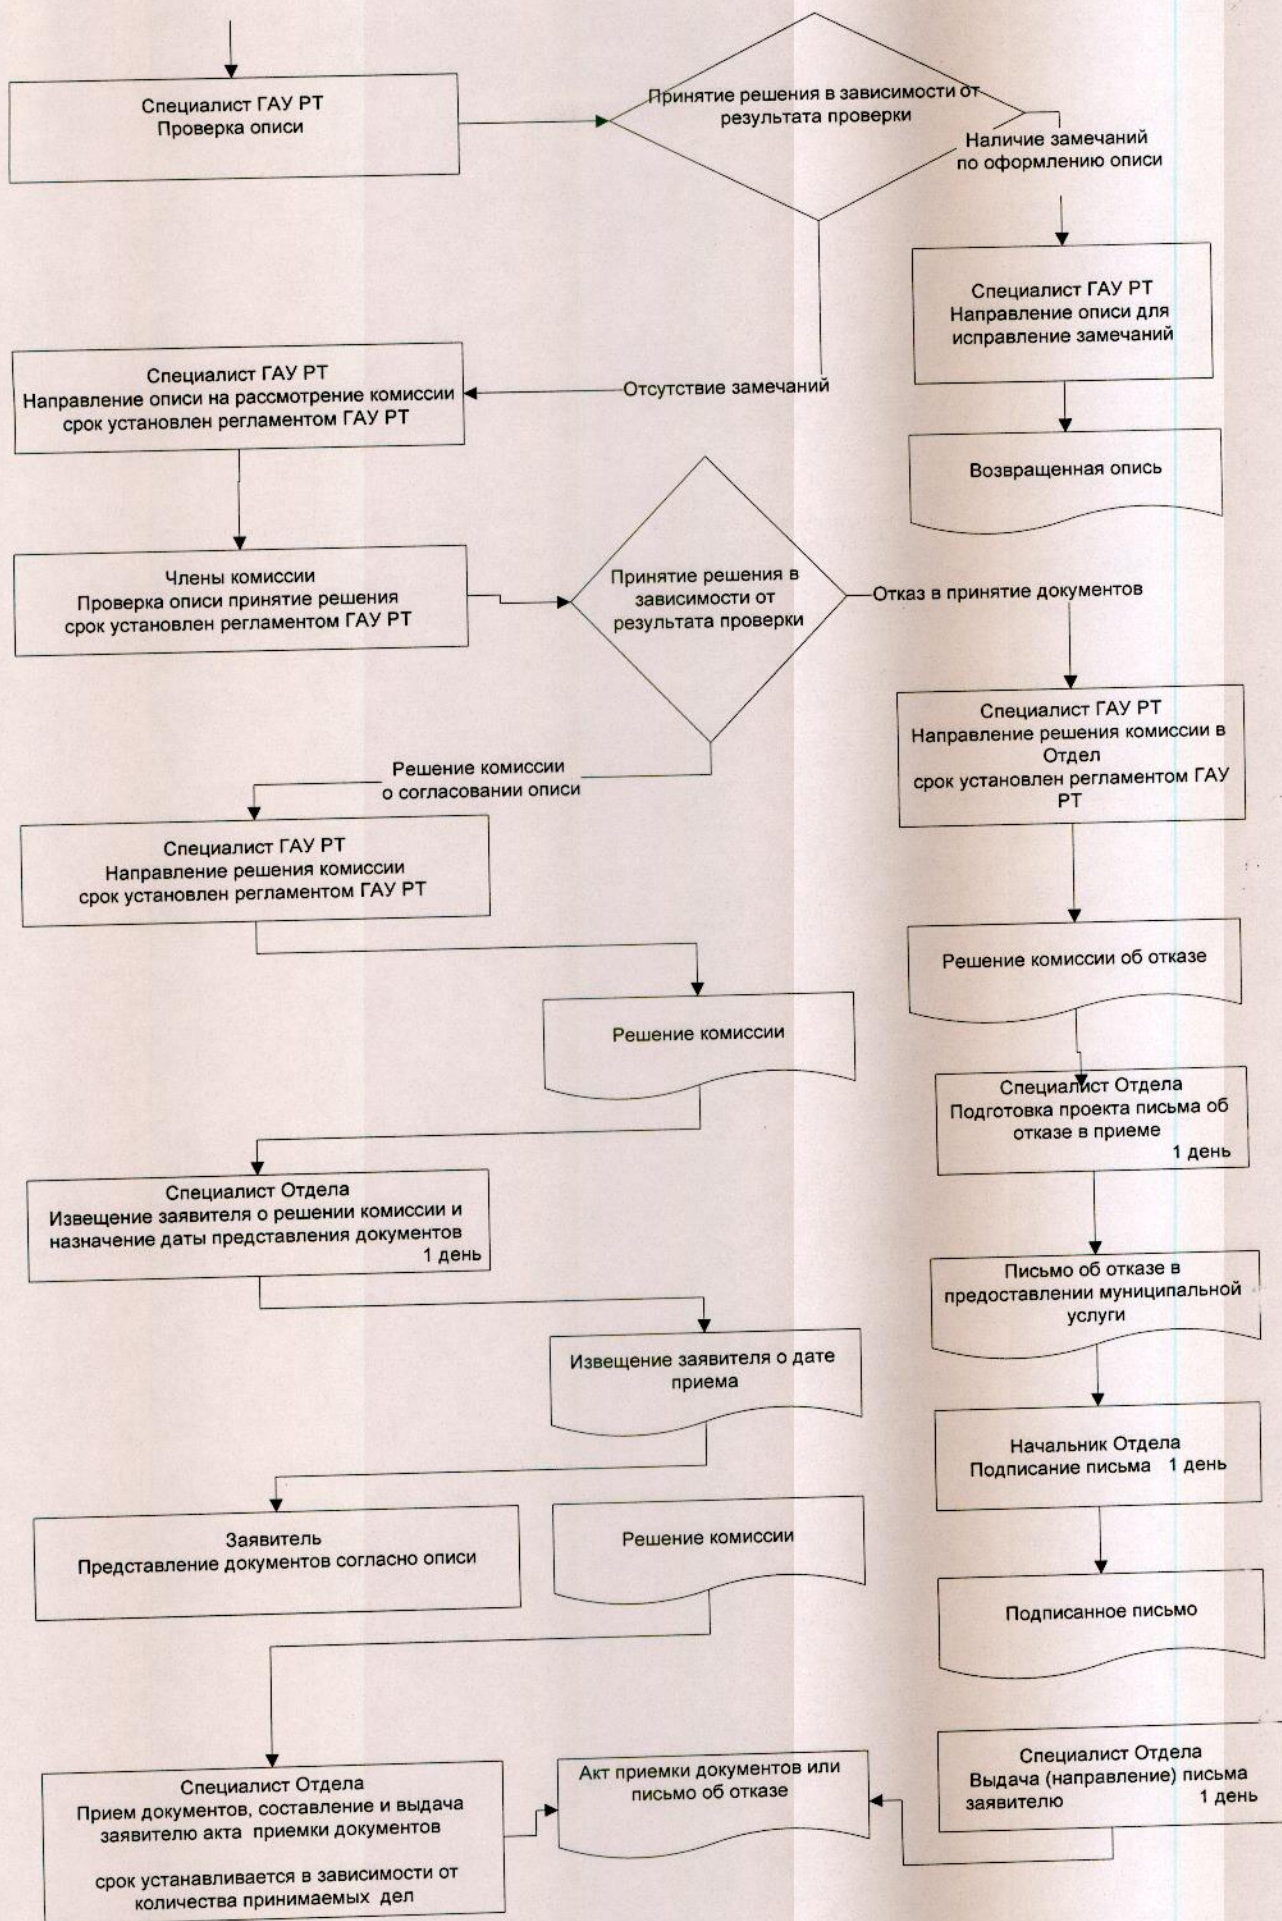 Специалист ГАУ РТ
Проверка описи
Принятие решения в зависимости от
результата проверки
Наличие замечаний
по оформлению описи
Специалист ГАУ РТ
Направление описи для
исправление замечаний
Специалист ГАУ РТ
Направление описи на рассмотрение комиссии
срок установлен регламентом ГАУ РТ
Отсутствие замечаний
Возвращенная опись
Члены комиссии
Проверка описи принятие решения
срок установлен регламентом ГАУ РТ
Принятие решения в
зависимости от
результата проверки
Отказ в принятие документов
Специалист ГАУ РТ
Направление решения комиссии в
Отдел
срок установлен регламентом ГАУ
РТ
Решение комиссии
о согласовании описи
Специалист ГАУ РТ
Направление решения комиссии
срок установлен регламентом ГАУ РТ
Решение комиссии об отказе
Решение комиссии
Специалист Отдела
Подготовка проекта письма об
отказе в приеме
1 день
Специалист Отдела
Извещение заявителя о решении комиссии и
назначение даты представления документов
1 день
Письмо об отказе в
предоставлении муниципальной
услуги
Извещение заявителя о дате
приема
Начальник Отдела
Подписание письма 1 день
Заявитель
Представление документов согласно описи
Решение комиссии
Подписанное письмо
Специалист Отдела
Прием документов, составление и выдача
заявителю акта приемки документов
срок устанавливается в зависимости от
количества принимаемых дел
Акт приемки документов или
письмо об отказе
Специалист Отдела
Выдача (направление) письма
заявителю 1 день